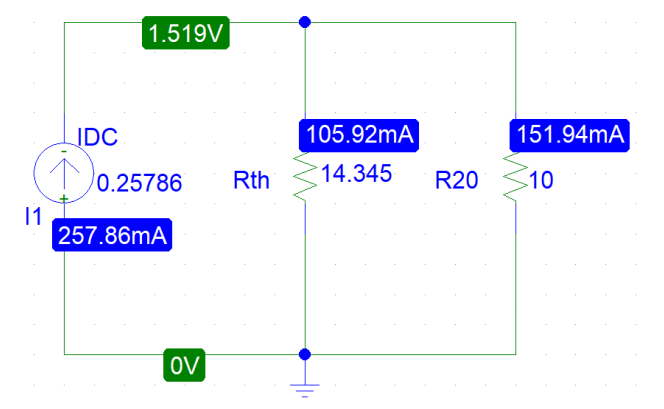 1.519V
IDC
-
0.25786
+
I1
257.86mA
105.92mA
Rth
14.345
151.94mA
R20
10
0V